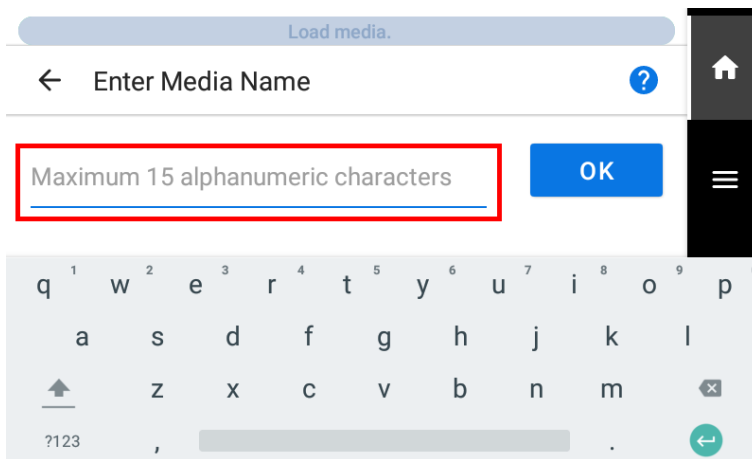 Load media.
Enter Media Name
?
Maximum 15 alphanumeric characters
OK
q 1 w 2 e 3 r 4 t 5 y 6 u 7 i 8 o 9 p
a s d f g h j k l
z x c v b n m
?123 , .